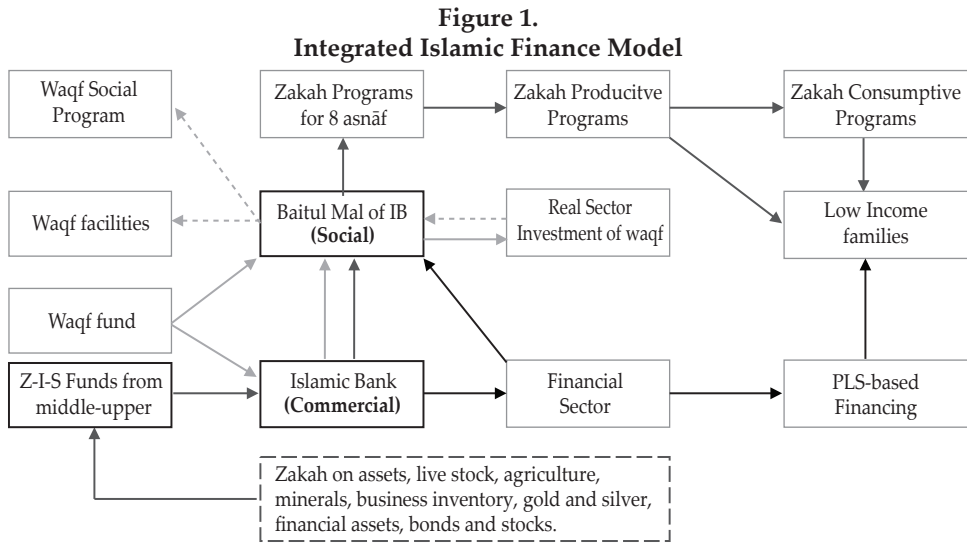 Figure 1.
Integrated Islamic Finance Model
Waqf Social
Program
Zakah Programs
for 8 asnāf
Zakah Producitve
Programs
Zakah Consumptive
Programs
Waqf facilities
Baitul Mal of IB
(Social)
Real Sector
Investment of waqf
Low Income
families
Waqf fund
Z-I-S Funds from
middle-upper
Islamic Bank
(Commercial)
Financial
Sector
PLS-based
Financing
Zakah on assets, live stock, agriculture,
minerals, business inventory, gold and silver,
financial assets, bonds and stocks.